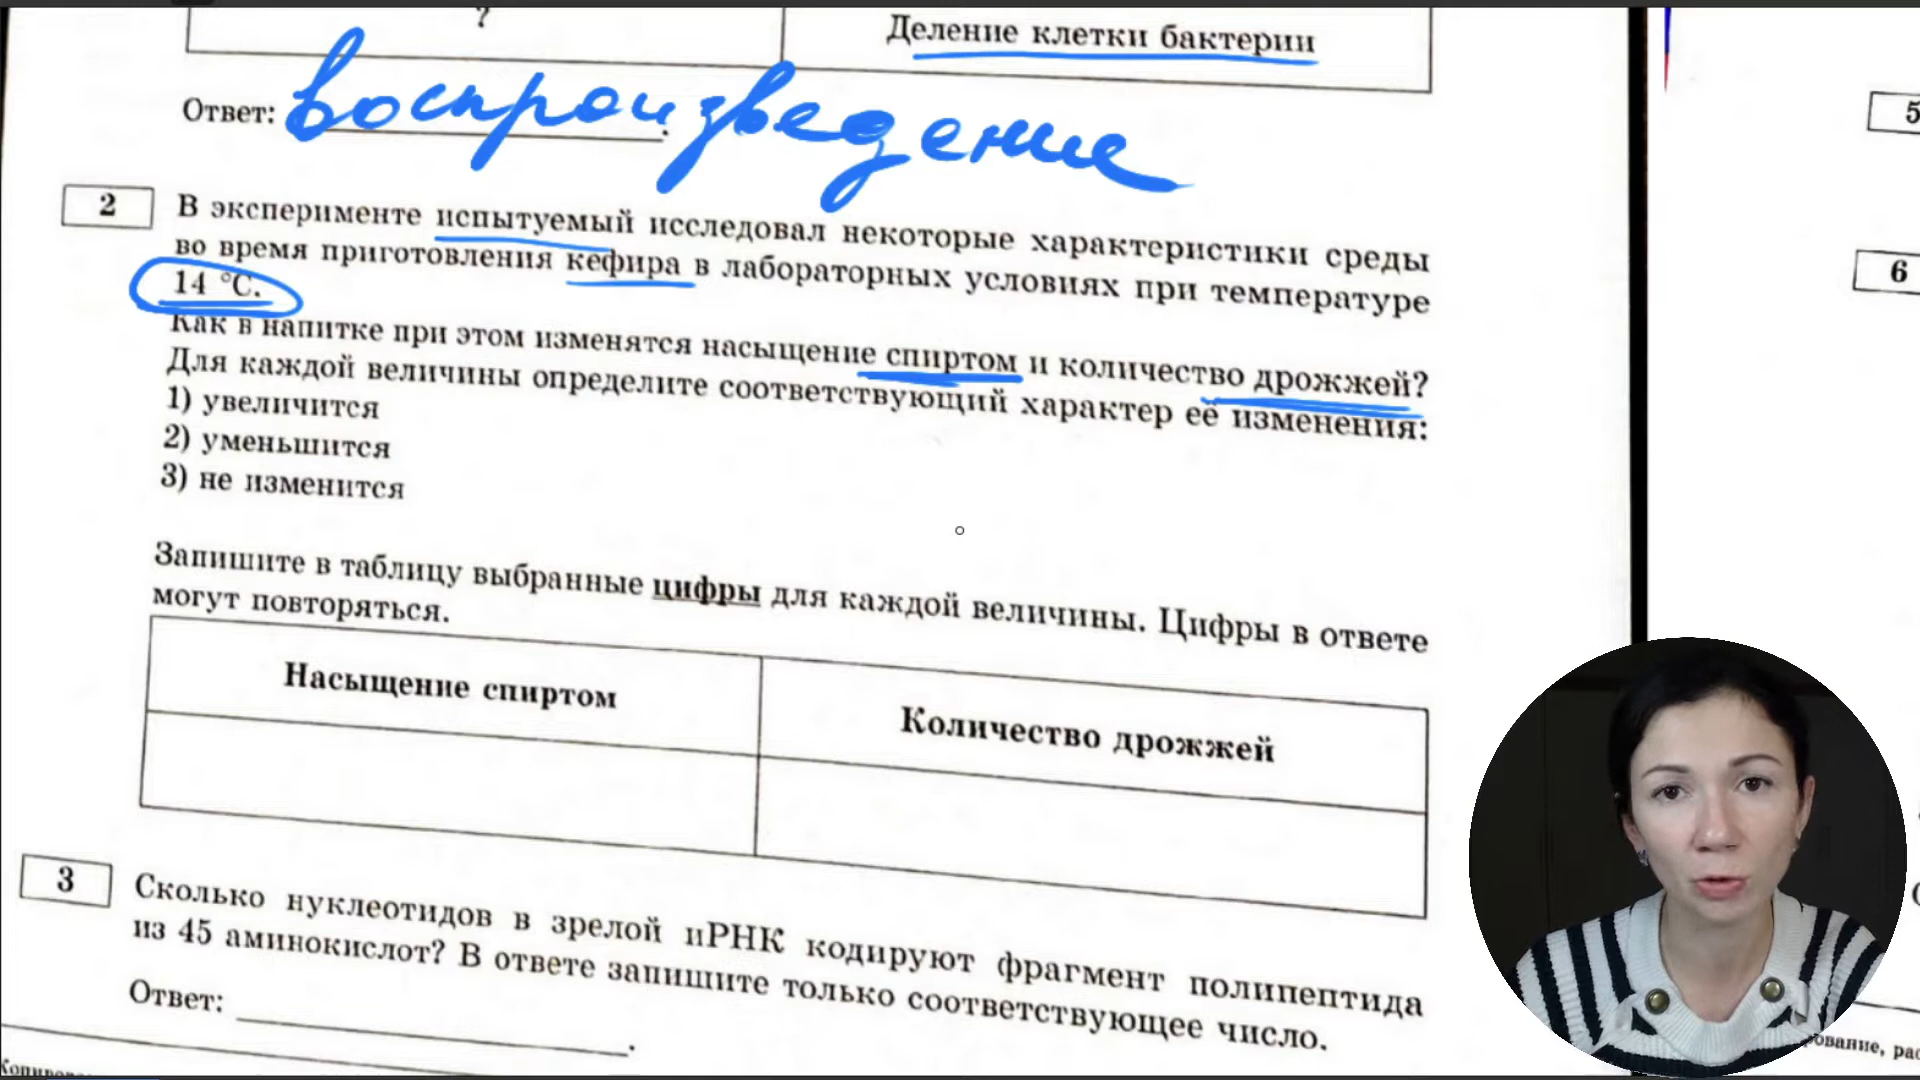 ?
Деление клетки бактерии
Ответ: воспроизведение.
2
В эксперименте испытуемый исследовал некоторые характеристики среды
во время приготовления кефира в лабораторных условиях при температуре
14 °С.
Как в напитке при этом изменятся насыщение спиртом и количество дрожжей?
Для каждой величины определите соответствующий характер её изменения:
1) увеличится
2) уменьшится
3) не изменится
Запишите в таблицу выбранные цифры для каждой величины. Цифры в ответе
могут повторяться.
Насыщение спиртом
Количество дрожжей
3
Сколько нуклеотидов в зрелой иРНК кодируют фрагмент полипептида
из 45 аминокислот? В ответе запишите только соответствующее число.
Ответ: .
5
6